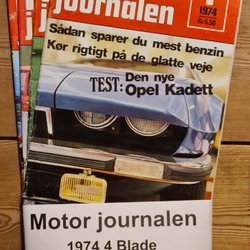 journalen
1974
Kr. 5.50
Sådan sparer du mest benzin
Kør rigtigt på de glatte veje
TEST: Den nye
Opel Kadett
Motor journalen
1974 4 Blade